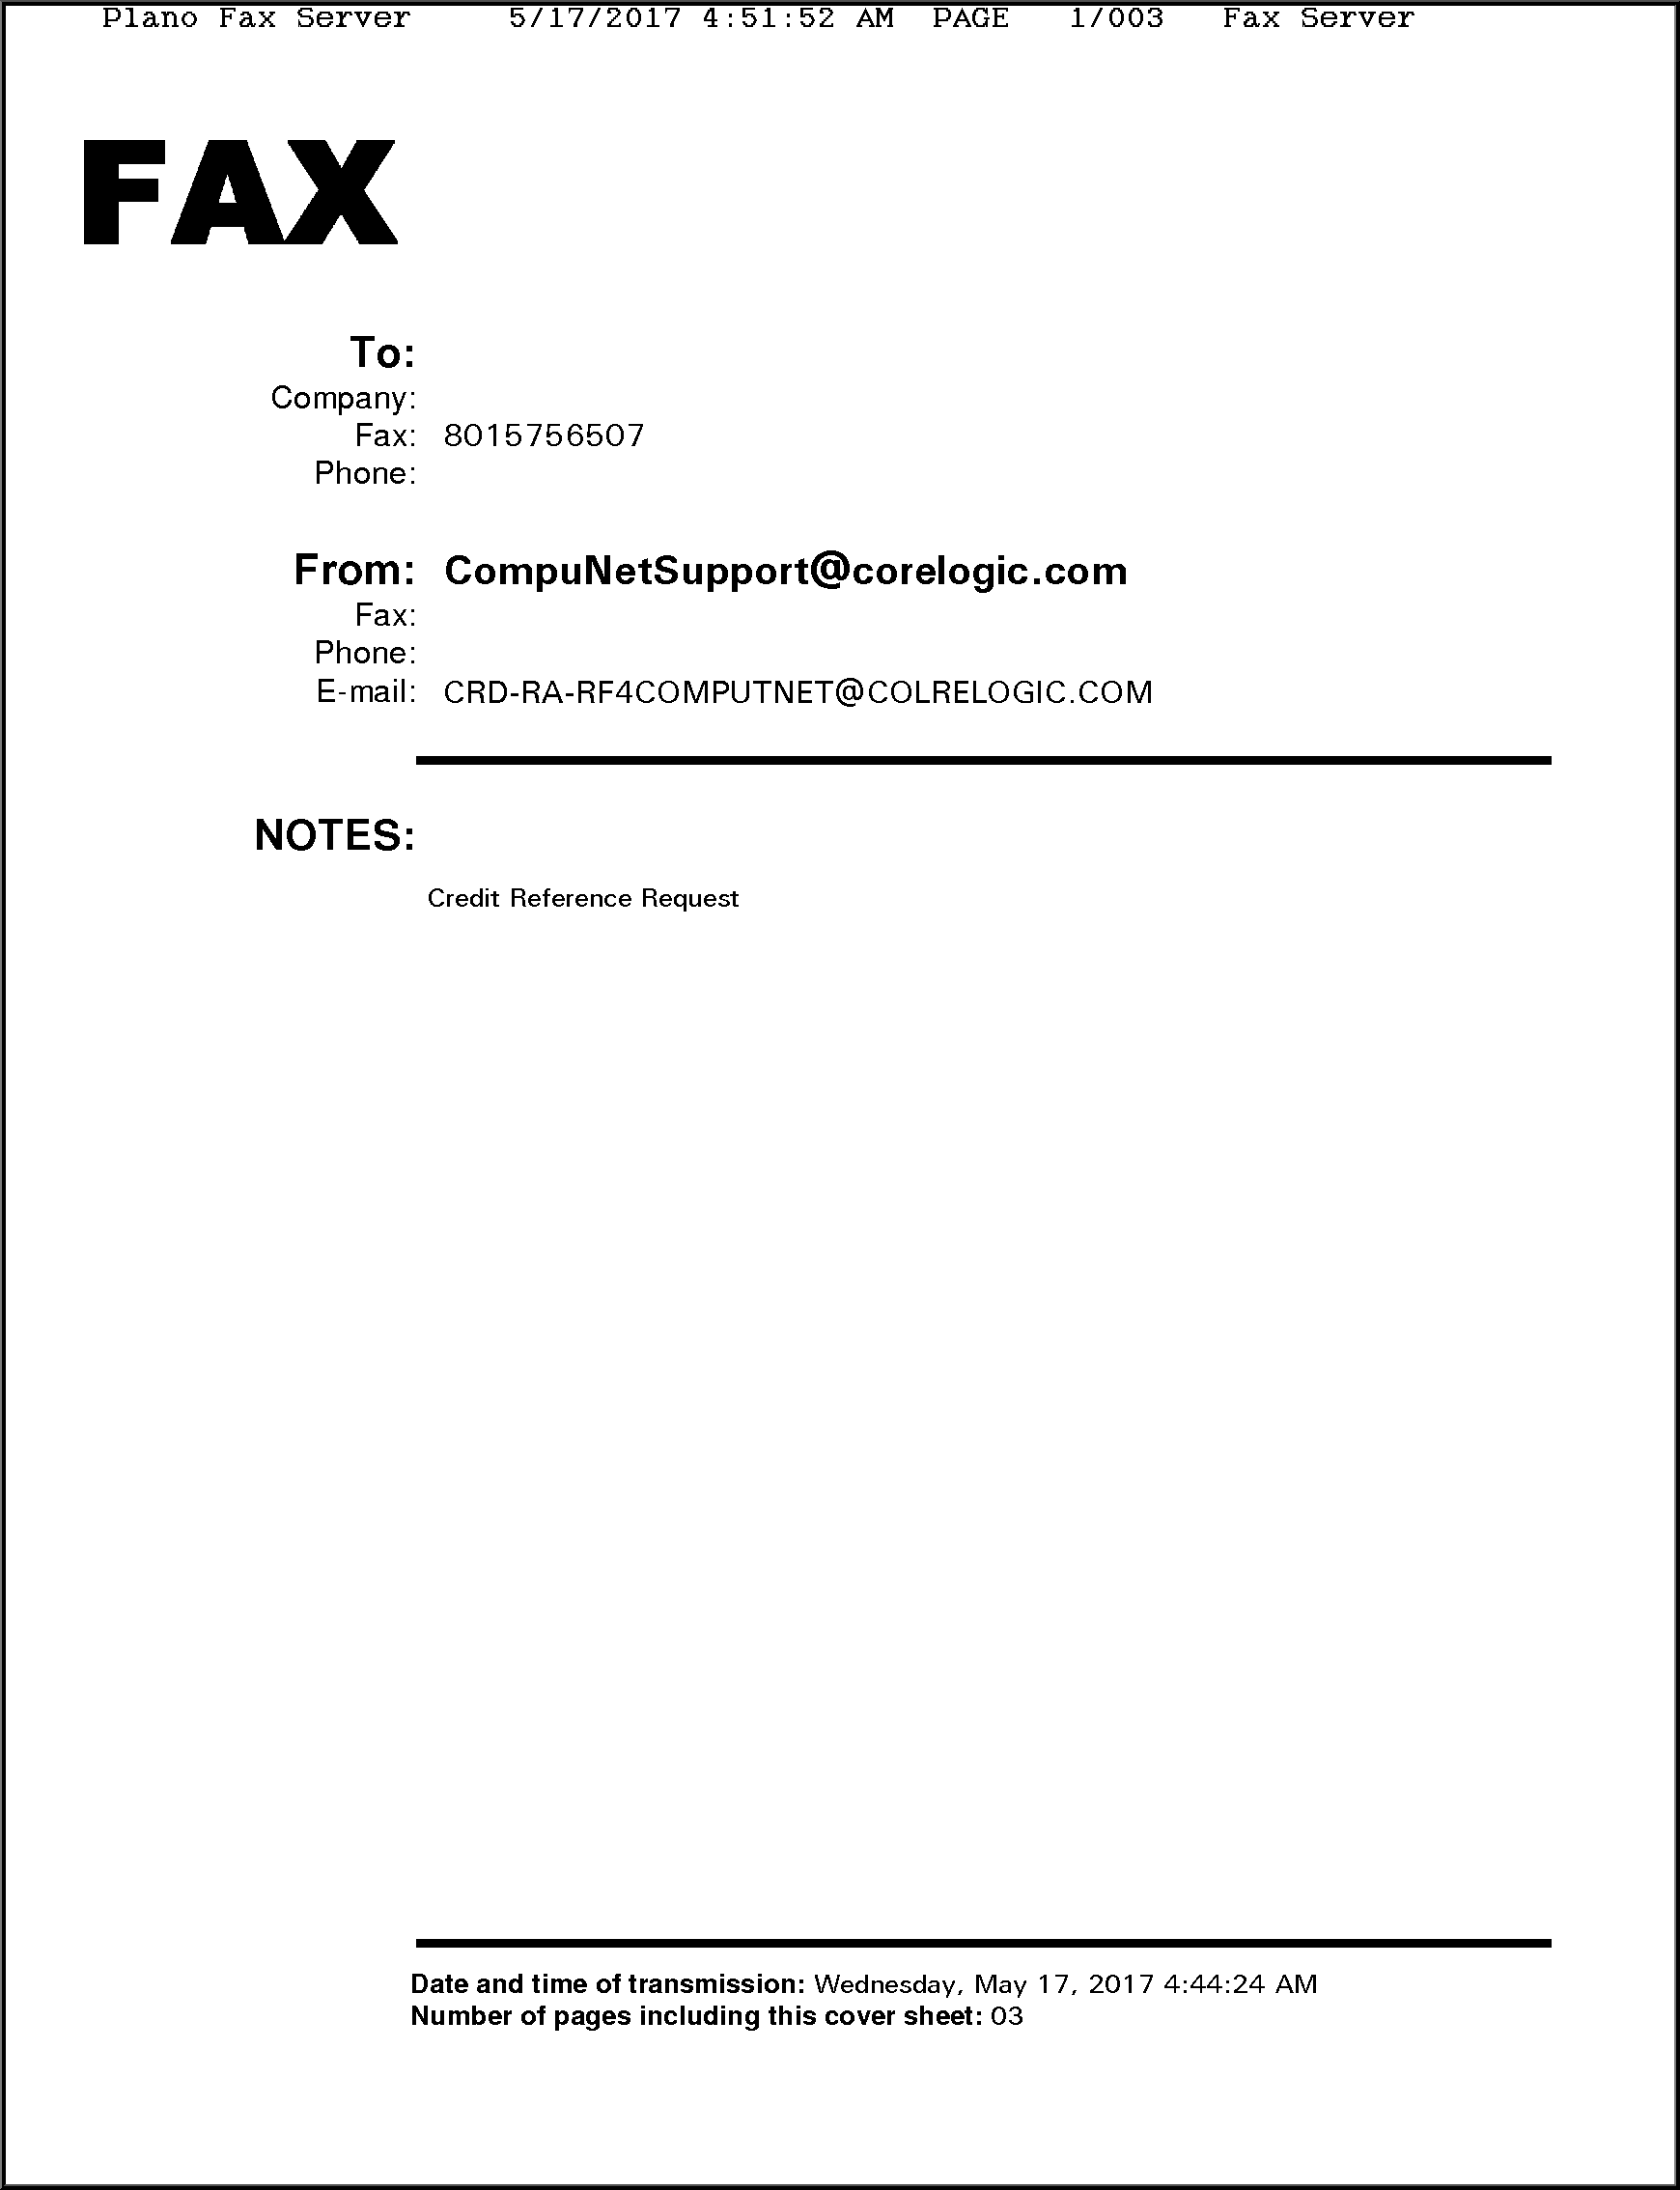 Plano Fax Server 5/17/2017 4:51:52 AM PAGE 1/003 Fax Server
FAX
To:
Company:
Fax: 8015756507
Phone:
From: CompuNetSupport@corelogic.com
Fax:
Phone:
E-mail: CRD-RA-RF4COMPUTNET@COLRELOGIC.COM
NOTES:
Credit Reference Request
Date and time of transmission: Wednesday, May 17, 2017 4:44:24 AM
Number of pages including this cover sheet: 03